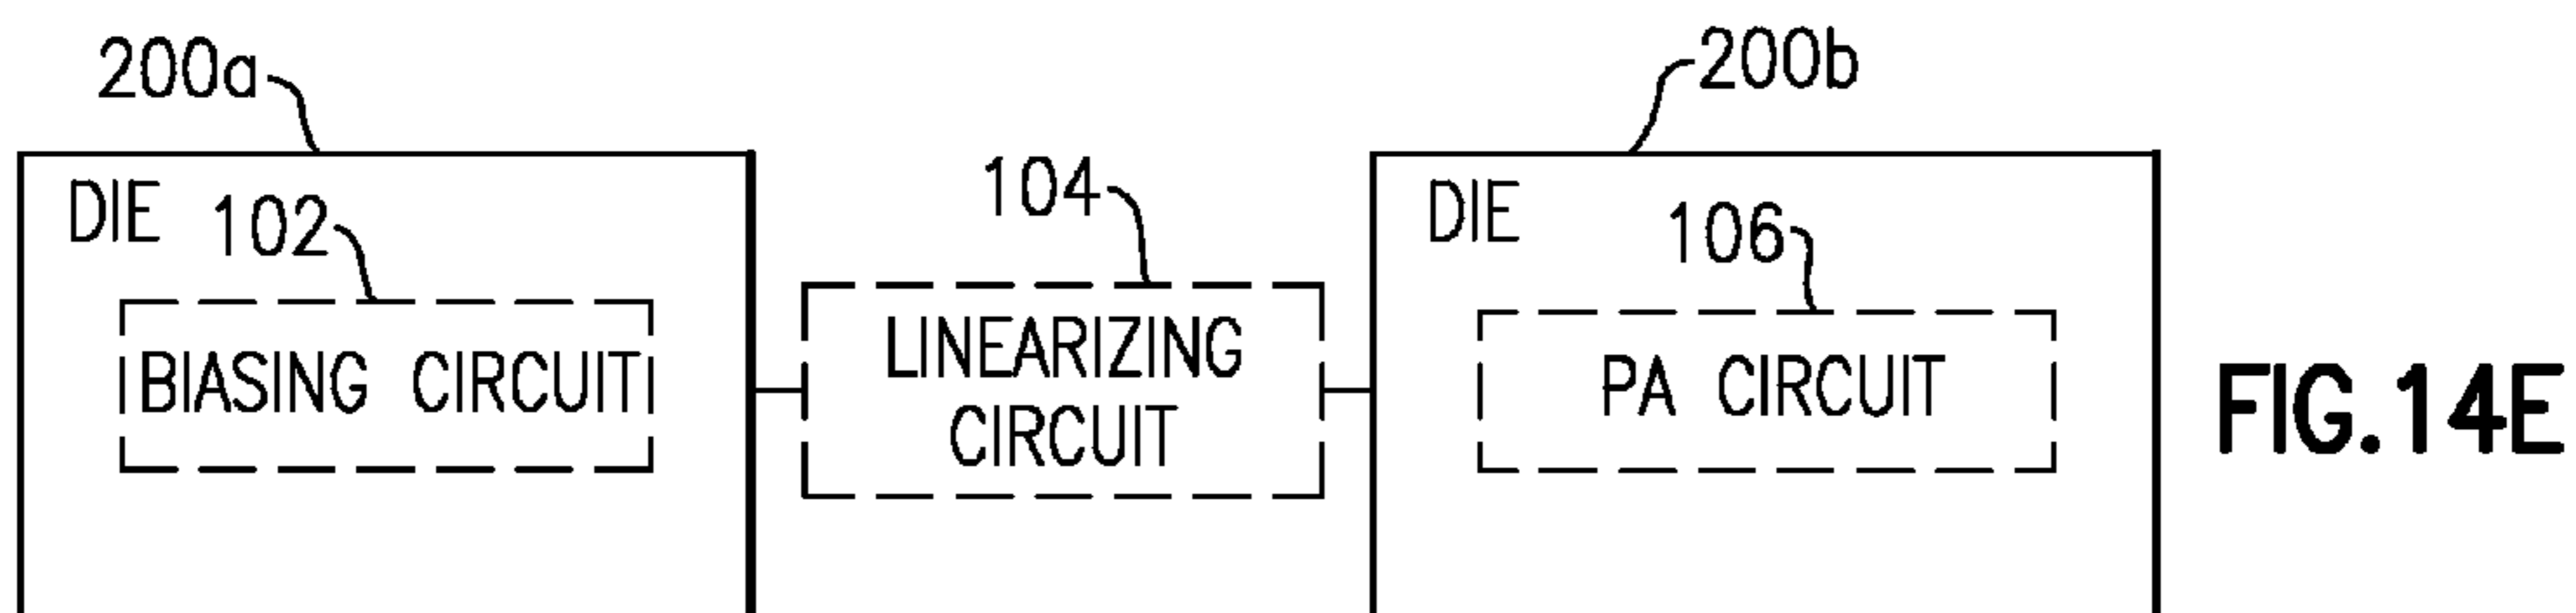 200a
200b
DIE
102
BIASING CIRCUIT
104
LINEARIZING
CIRCUIT
DIE
106
PA CIRCUIT
FIG.14E